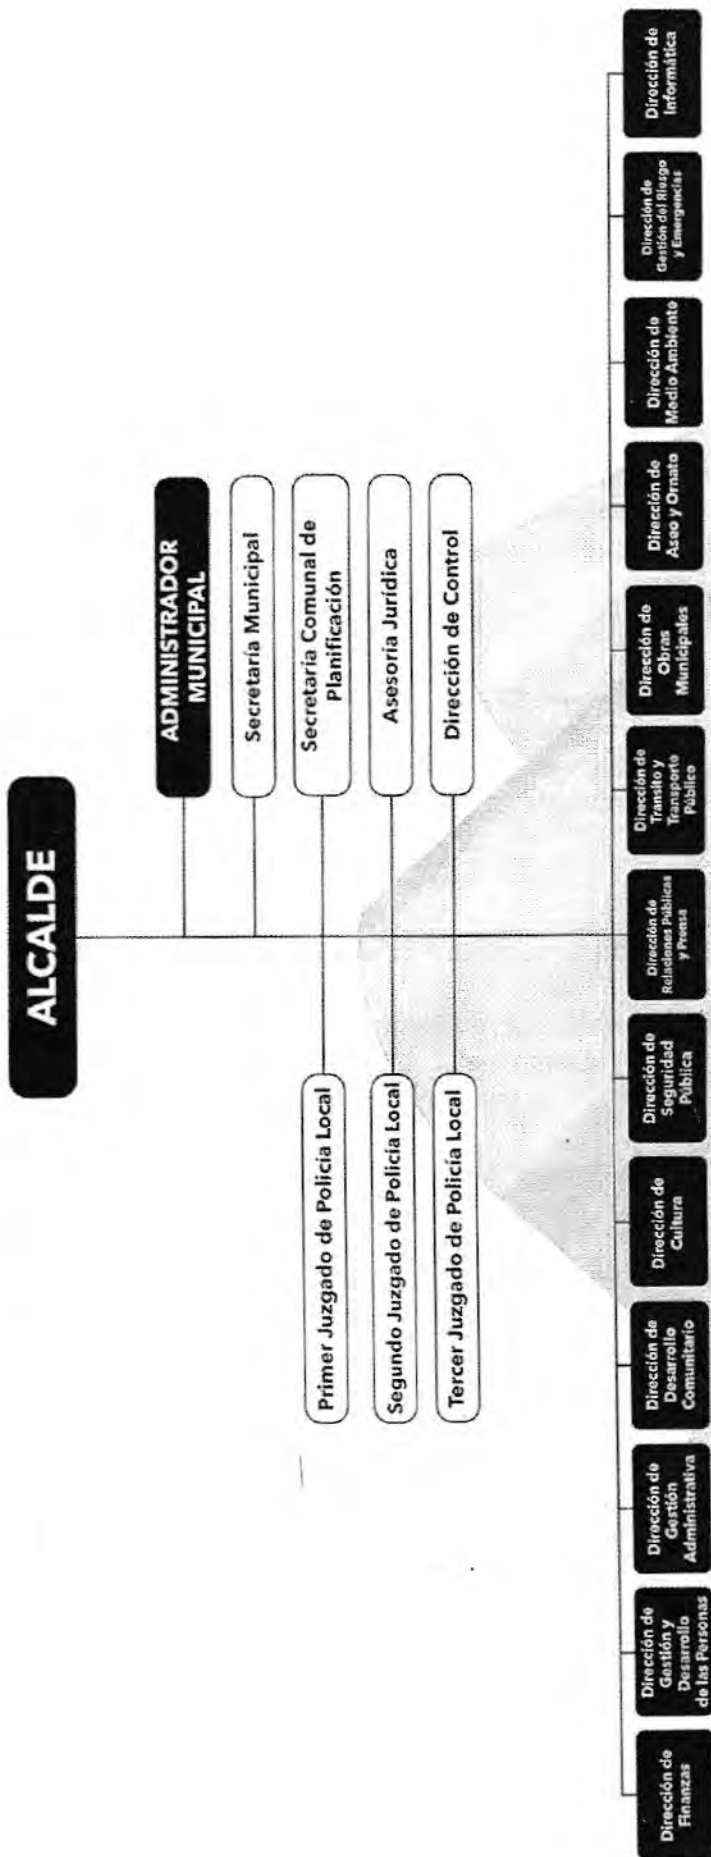 ALCALDE
ADMINISTRADOR
MUNICIPAL
Secretaría Municipal
Secretaría Comunal de
Planificación
Asesoría Jurídica
Dirección de Control
Primer Juzgado de Policía Local
Segundo Juzgado de Policía Local
Tercer Juzgado de Policía Local
Dirección de
Finanzas
Dirección de
Gestión y
Desarrollo
de las Personas
Dirección de
Gestión
Administrativa
Dirección de
Desarrollo
Comunitario
Dirección de
Cultura
Dirección de
Seguridad
Pública
Dirección de
Relaciones Públicas
y Prensa
Dirección de
Transito y
Transporte
Público
Dirección de
Obras
Municipales
Dirección de
Aseo y Ornato
Dirección de
Medio Ambiente
Dirección de
Gestión del Riesgo
y Emergencias
Dirección de
Informática